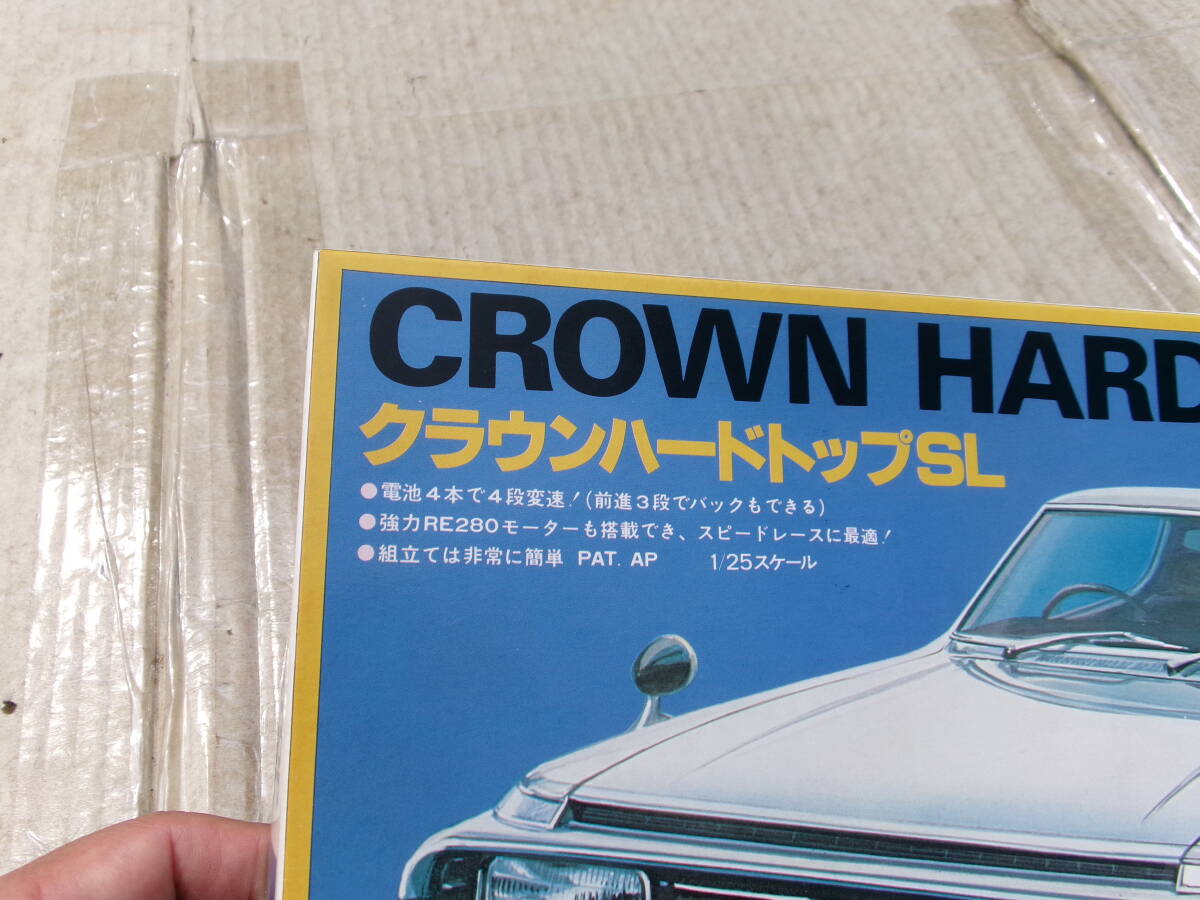 CROWN HARD
クラウンハードトップSL
●電池4本で4段変速!(前進3段でバックもできる)
●強力RE280モーターも搭載でき、スピードレースに最適!
●組立ては非常に簡単 PAT. AP 1/25スケール